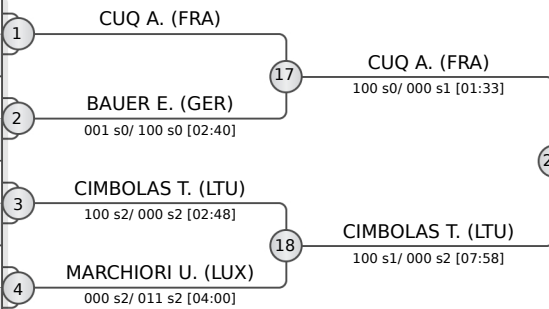 CUQ A. (FRA)
1
17
CUQ A. (FRA)
100 s0/ 000 s1 [01:33]
BAUER E. (GER)
2
001 s0/ 100 s0 [02:40]
CIMBOLAS T. (LTU)
3
100 s2/ 000 s2 [02:48]
18
CIMBOLAS T. (LTU)
100 s1/ 000 s2 [07:58]
MARCHIORI U. (LUX)
4
000 s2/ 011 s2 [04:00]